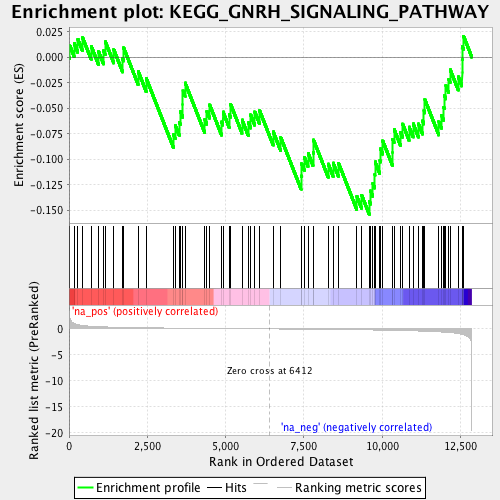 Enrichment plot: KEGG_GNRH_SIGNALING_PATHWAY
Enrichment score (ES)
0.025
0.000
-0.025
-0.050
-0.075
-0.100
-0.125
-0.150
'na_pos' (positively correlated)
Ranked list metric (PreRanked)
0
-5
-10
-15
-20
Zero cross at 6412
'na_neg' (negatively correlated)
0
2,500
5,000
7,500
10,000
12,500
Rank in Ordered Dataset
Enrichment profile
Hits
Ranking metric scores